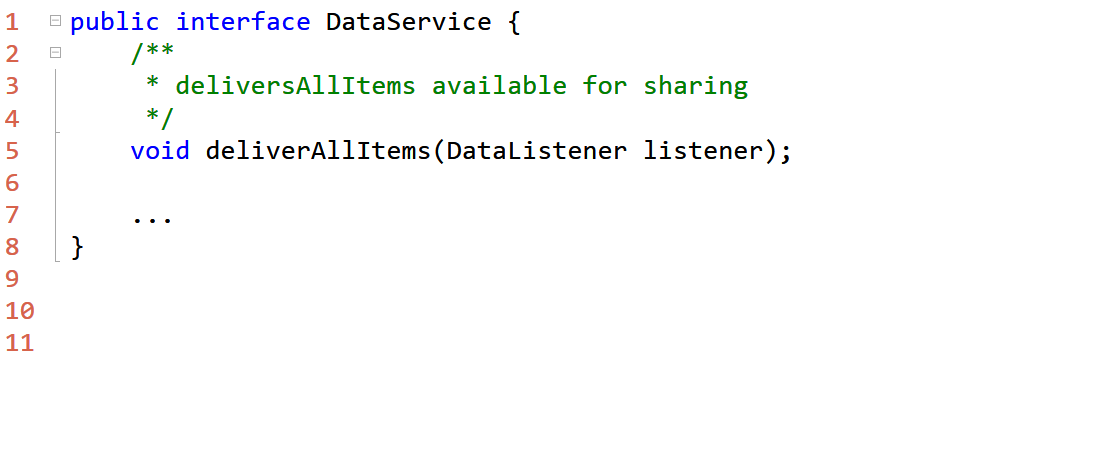 1 public interface DataService {
2 /**
3 * deliversAllItems available for sharing
4 */
5 void deliverAllItems(DataListener listener);
6
7 ...
8 }
9
10
11